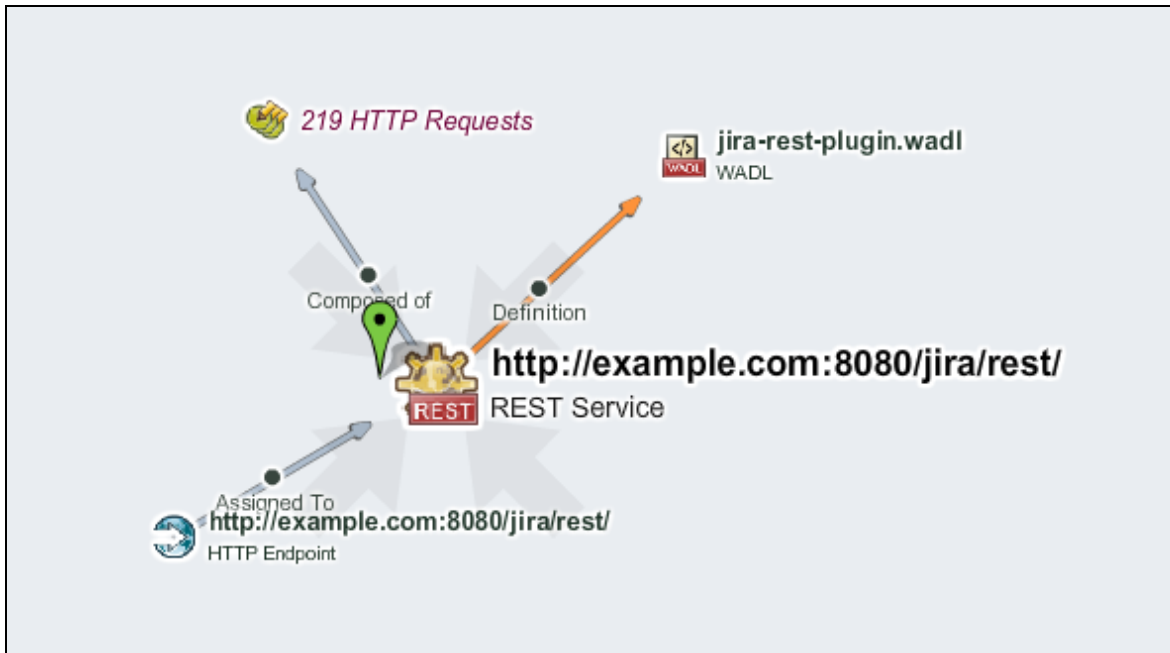 219 HTTP Requests
jira-rest-plugin.wadl
WADL
WADL
Composed of
Definition
http://example.com:8080/jira/rest/
REST
REST Service
Assigned To
http://example.com:8080/jira/rest/
HTTP Endpoint